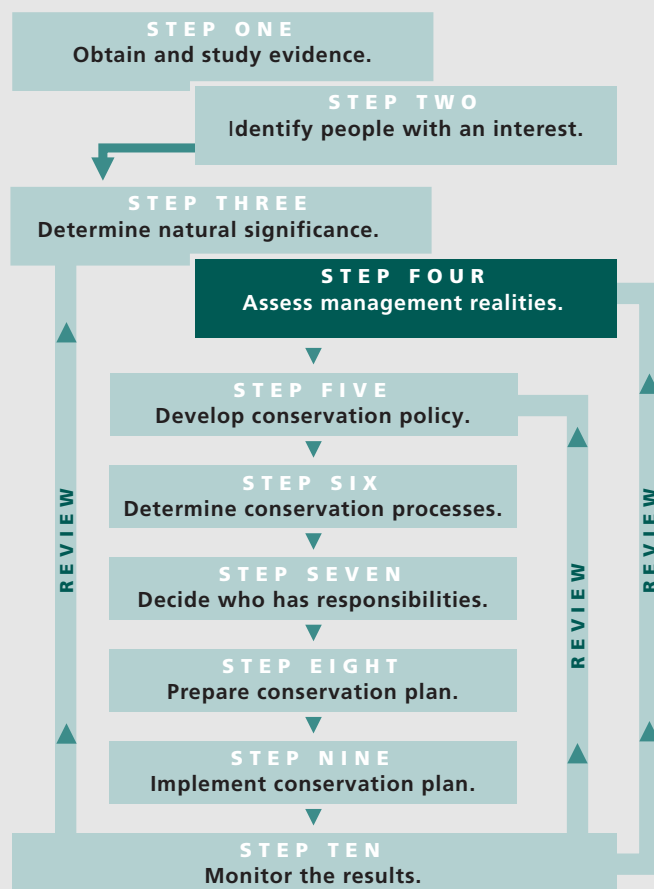 STEP ONE
Obtain and study evidence.
STEP TWO
Identify people with an interest.
STEP THREE
Determine natural significance.
STEP FOUR
Assess management realities.
STEP FIVE
Develop conservation policy.
STEP SIX
Determine conservation processes.
STEP SEVEN
Decide who has responsibilities.
STEP EIGHT
Prepare conservation plan.
STEP NINE
Implement conservation plan.
STEP TEN
Monitor the results.
REVIEW
REVIEW
REVIEW